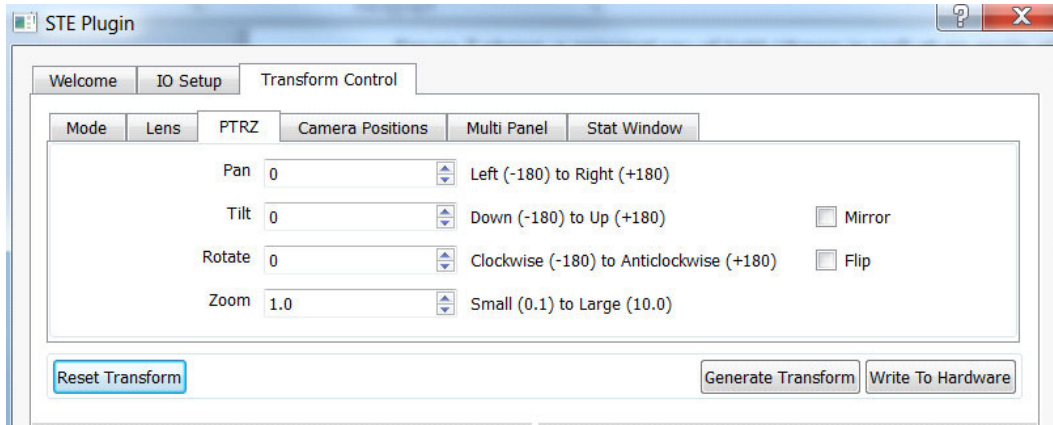 STE Plugin
Welcome IO Setup Transform Control
Mode Lens PTRZ Camera Positions Multi Panel Stat Window
Pan 0 Left (-180) to Right (+180)
Tilt 0 Down (-180) to Up (+180) Mirror
Rotate 0 Clockwise (-180) to Anticlockwise (+180) Flip
Zoom 1.0 Small (0.1) to Large (10.0)
Reset Transform Generate Transform Write To Hardware